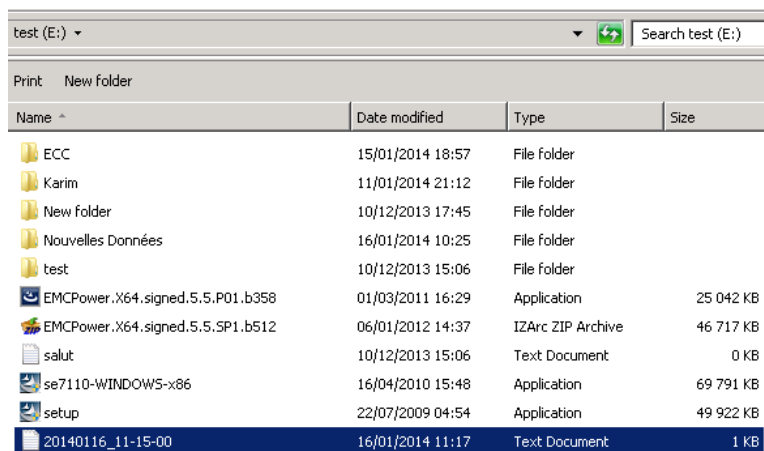 test (E:)
Search test (E:)
Print New folder
Name Date modified Type Size
ECC 15/01/2014 18:57 File folder
Karim 11/01/2014 21:12 File folder
New folder 10/12/2013 17:45 File folder
Nouvelles Données 16/01/2014 10:25 File folder
test 10/12/2013 15:06 File folder
EMCPower.X64.signed.5.5.P01.b358 01/03/2011 16:29 Application 25 042 KB
EMCPower.X64.signed.5.5.SP1.b512 06/01/2012 14:37 IZArc ZIP Archive 46 717 KB
salut 10/12/2013 15:06 Text Document 0 KB
se7110-WINDOWS-x86 16/04/2010 15:48 Application 69 791 KB
setup 22/07/2009 04:54 Application 49 922 KB
20140116_11-15-00 16/01/2014 11:17 Text Document 1 KB